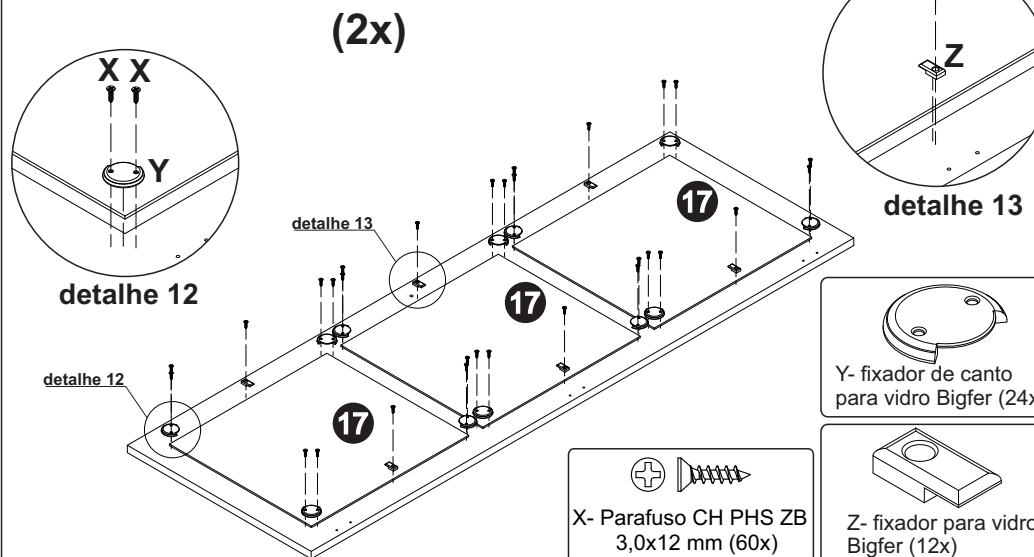 (2x)
X X
Y
detalhe 12
Z
detalhe 13
detalhe 13
detalhe 12
17
17
17
Y- fixador de canto
para vidro Bigfer (24x
X- Parafuso CH PHS ZB
3,0x12 mm (60x)
Z- fixador para vidro
Bigfer (12x)